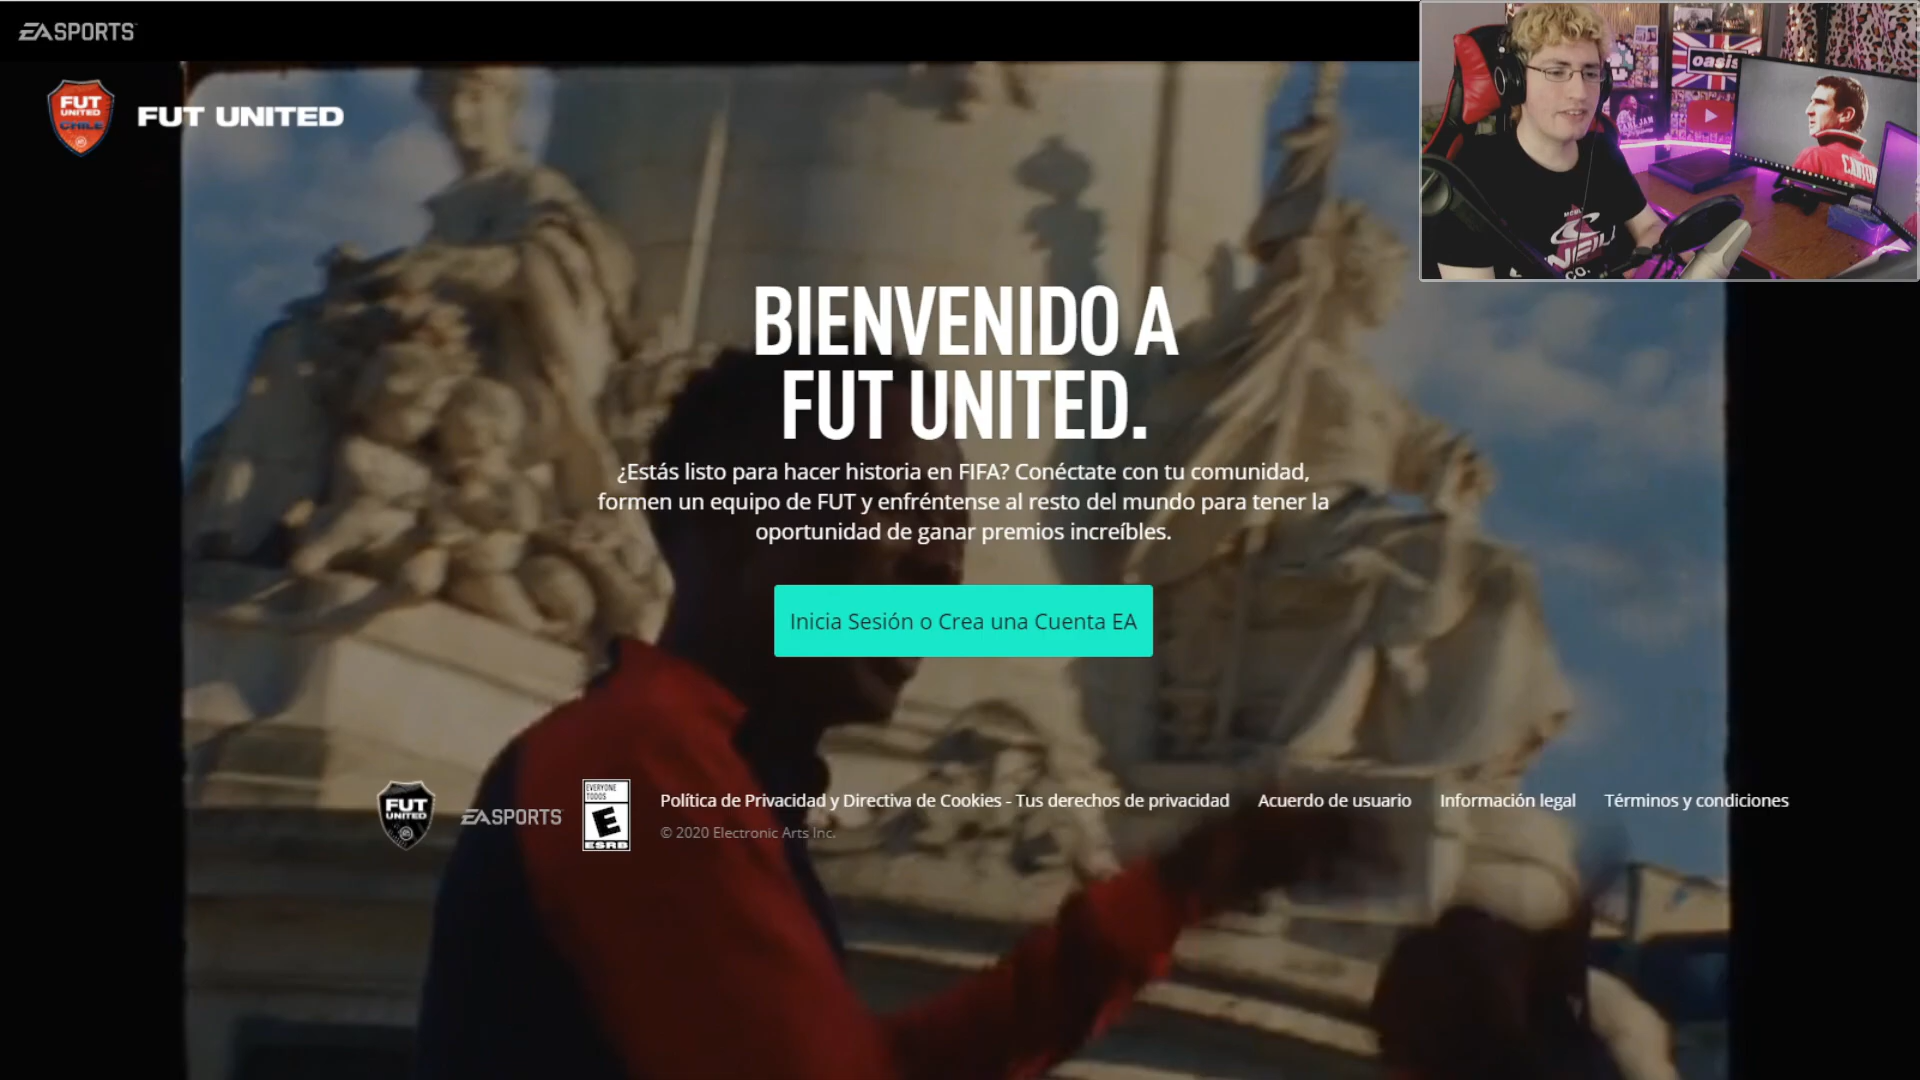 EA SPORTS
FUT
UNITED
CHILE
FUT UNITED
oasis
BIENVENIDO A
FUT UNITED.
¿Estás listo para hacer historia en FIFA? Conéctate con tu comunidad,
formen un equipo de FUT y enfréntense al resto del mundo para tener la
oportunidad de ganar premios increíbles.
Inicia Sesión o Crea una Cuenta EA
FUT
UNITED
EA SPORTS
EVERYONE
TODOS
E
ESRB
Política de Privacidad y Directiva de Cookies - Tus derechos de privacidad
Acuerdo de usuario
Información legal
Términos y condiciones
© 2020 Electronic Arts Inc.